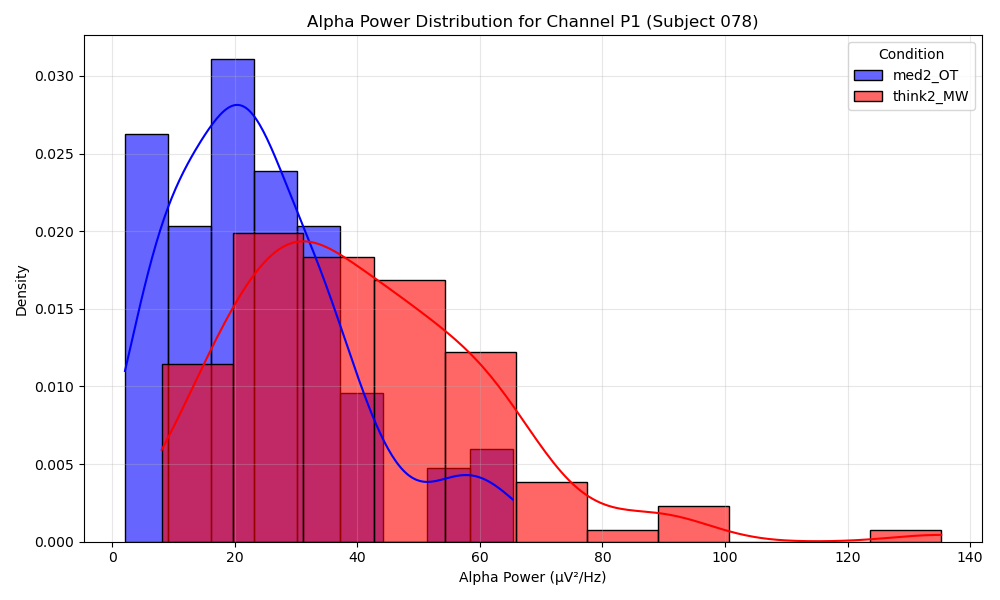 Alpha Power Distribution for Channel P1 (Subject 078)
Condition
med2_OT
think2_MW
0.030
0.025
0.020
0.015
0.010
0.005
0.000
Density
0 20 40 60 80 100 120 140
Alpha Power (µV²/Hz)